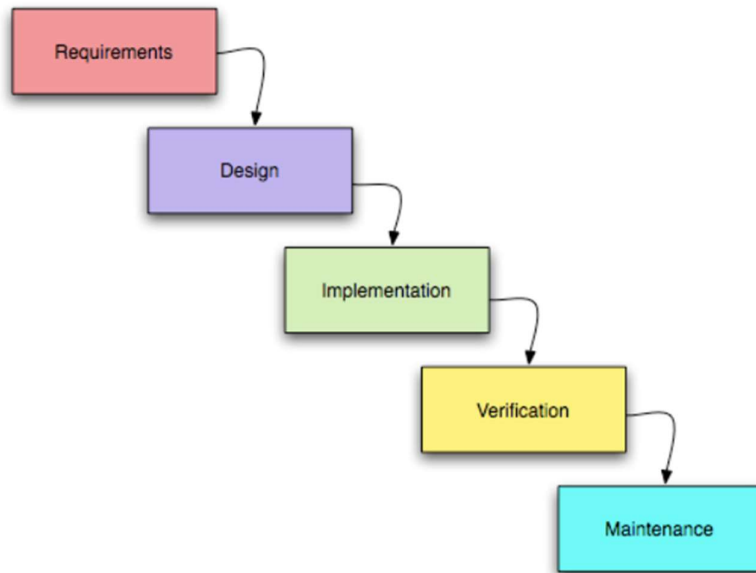 Requirements
Design
Implementation
Verification
Maintenance